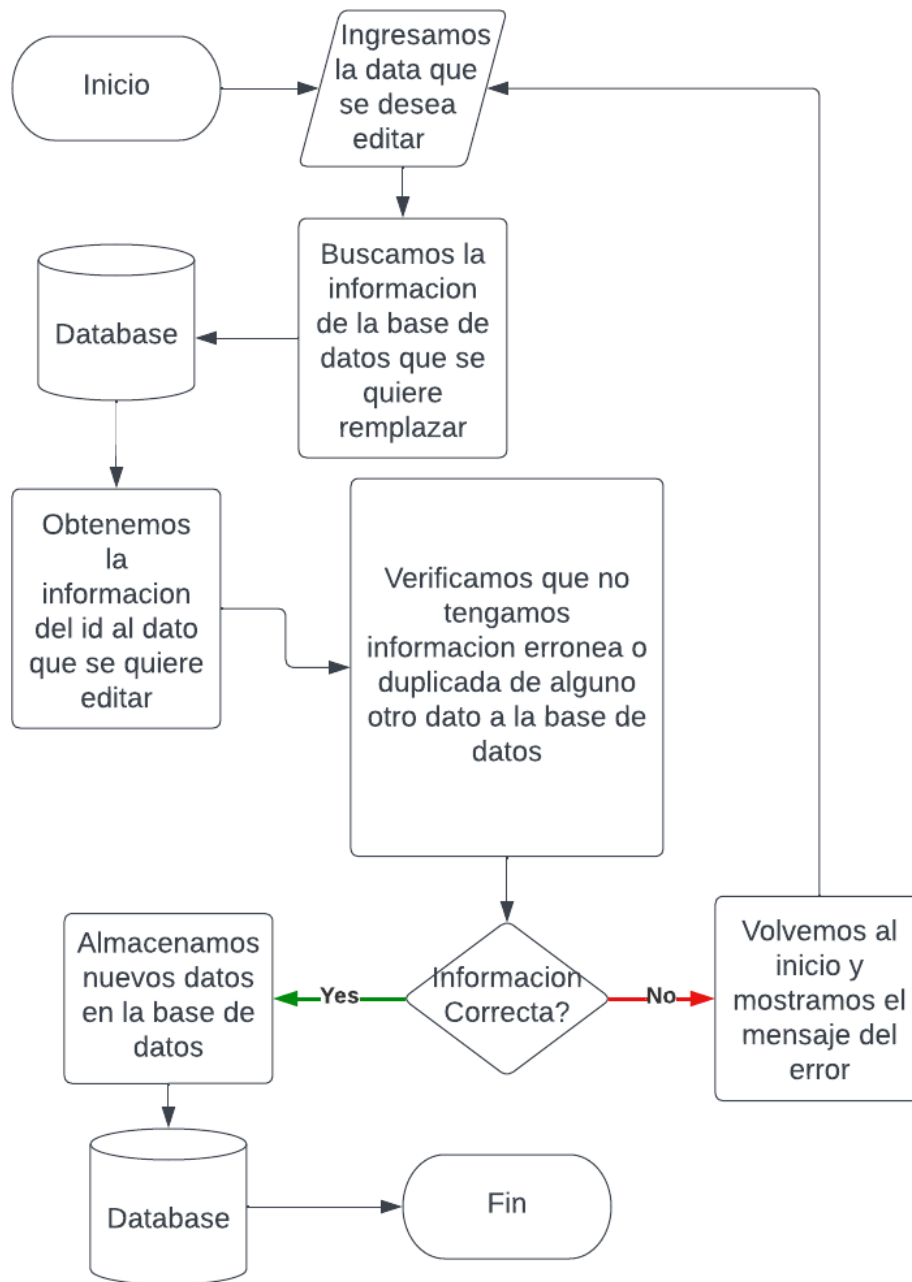 Inicio
Ingresamos
la data que
se desea
editar
Buscamos la
informacion
de la base de
datos que se
quiere
remplazar
Database
Obtenemos
la
informacion
del id al dato
que se quiere
editar
Verificamos que no
tengamos
informacion erronea o
duplicada de alguno
otro dato a la base de
datos
Informacion
Correcta?
Yes
No
Almacenamos
nuevos datos
en la base de
datos
Volvemos al
inicio y
mostramos el
mensaje del
error
Database
Fin